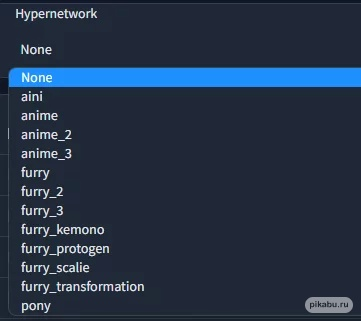 Hypernetwork
None
None
aini
anime
anime_2
anime_3
furry
furry_2
furry_3
furry_kemono
furry_protogen
furry_scalie
furry_transformation
pony
pikabu.ru